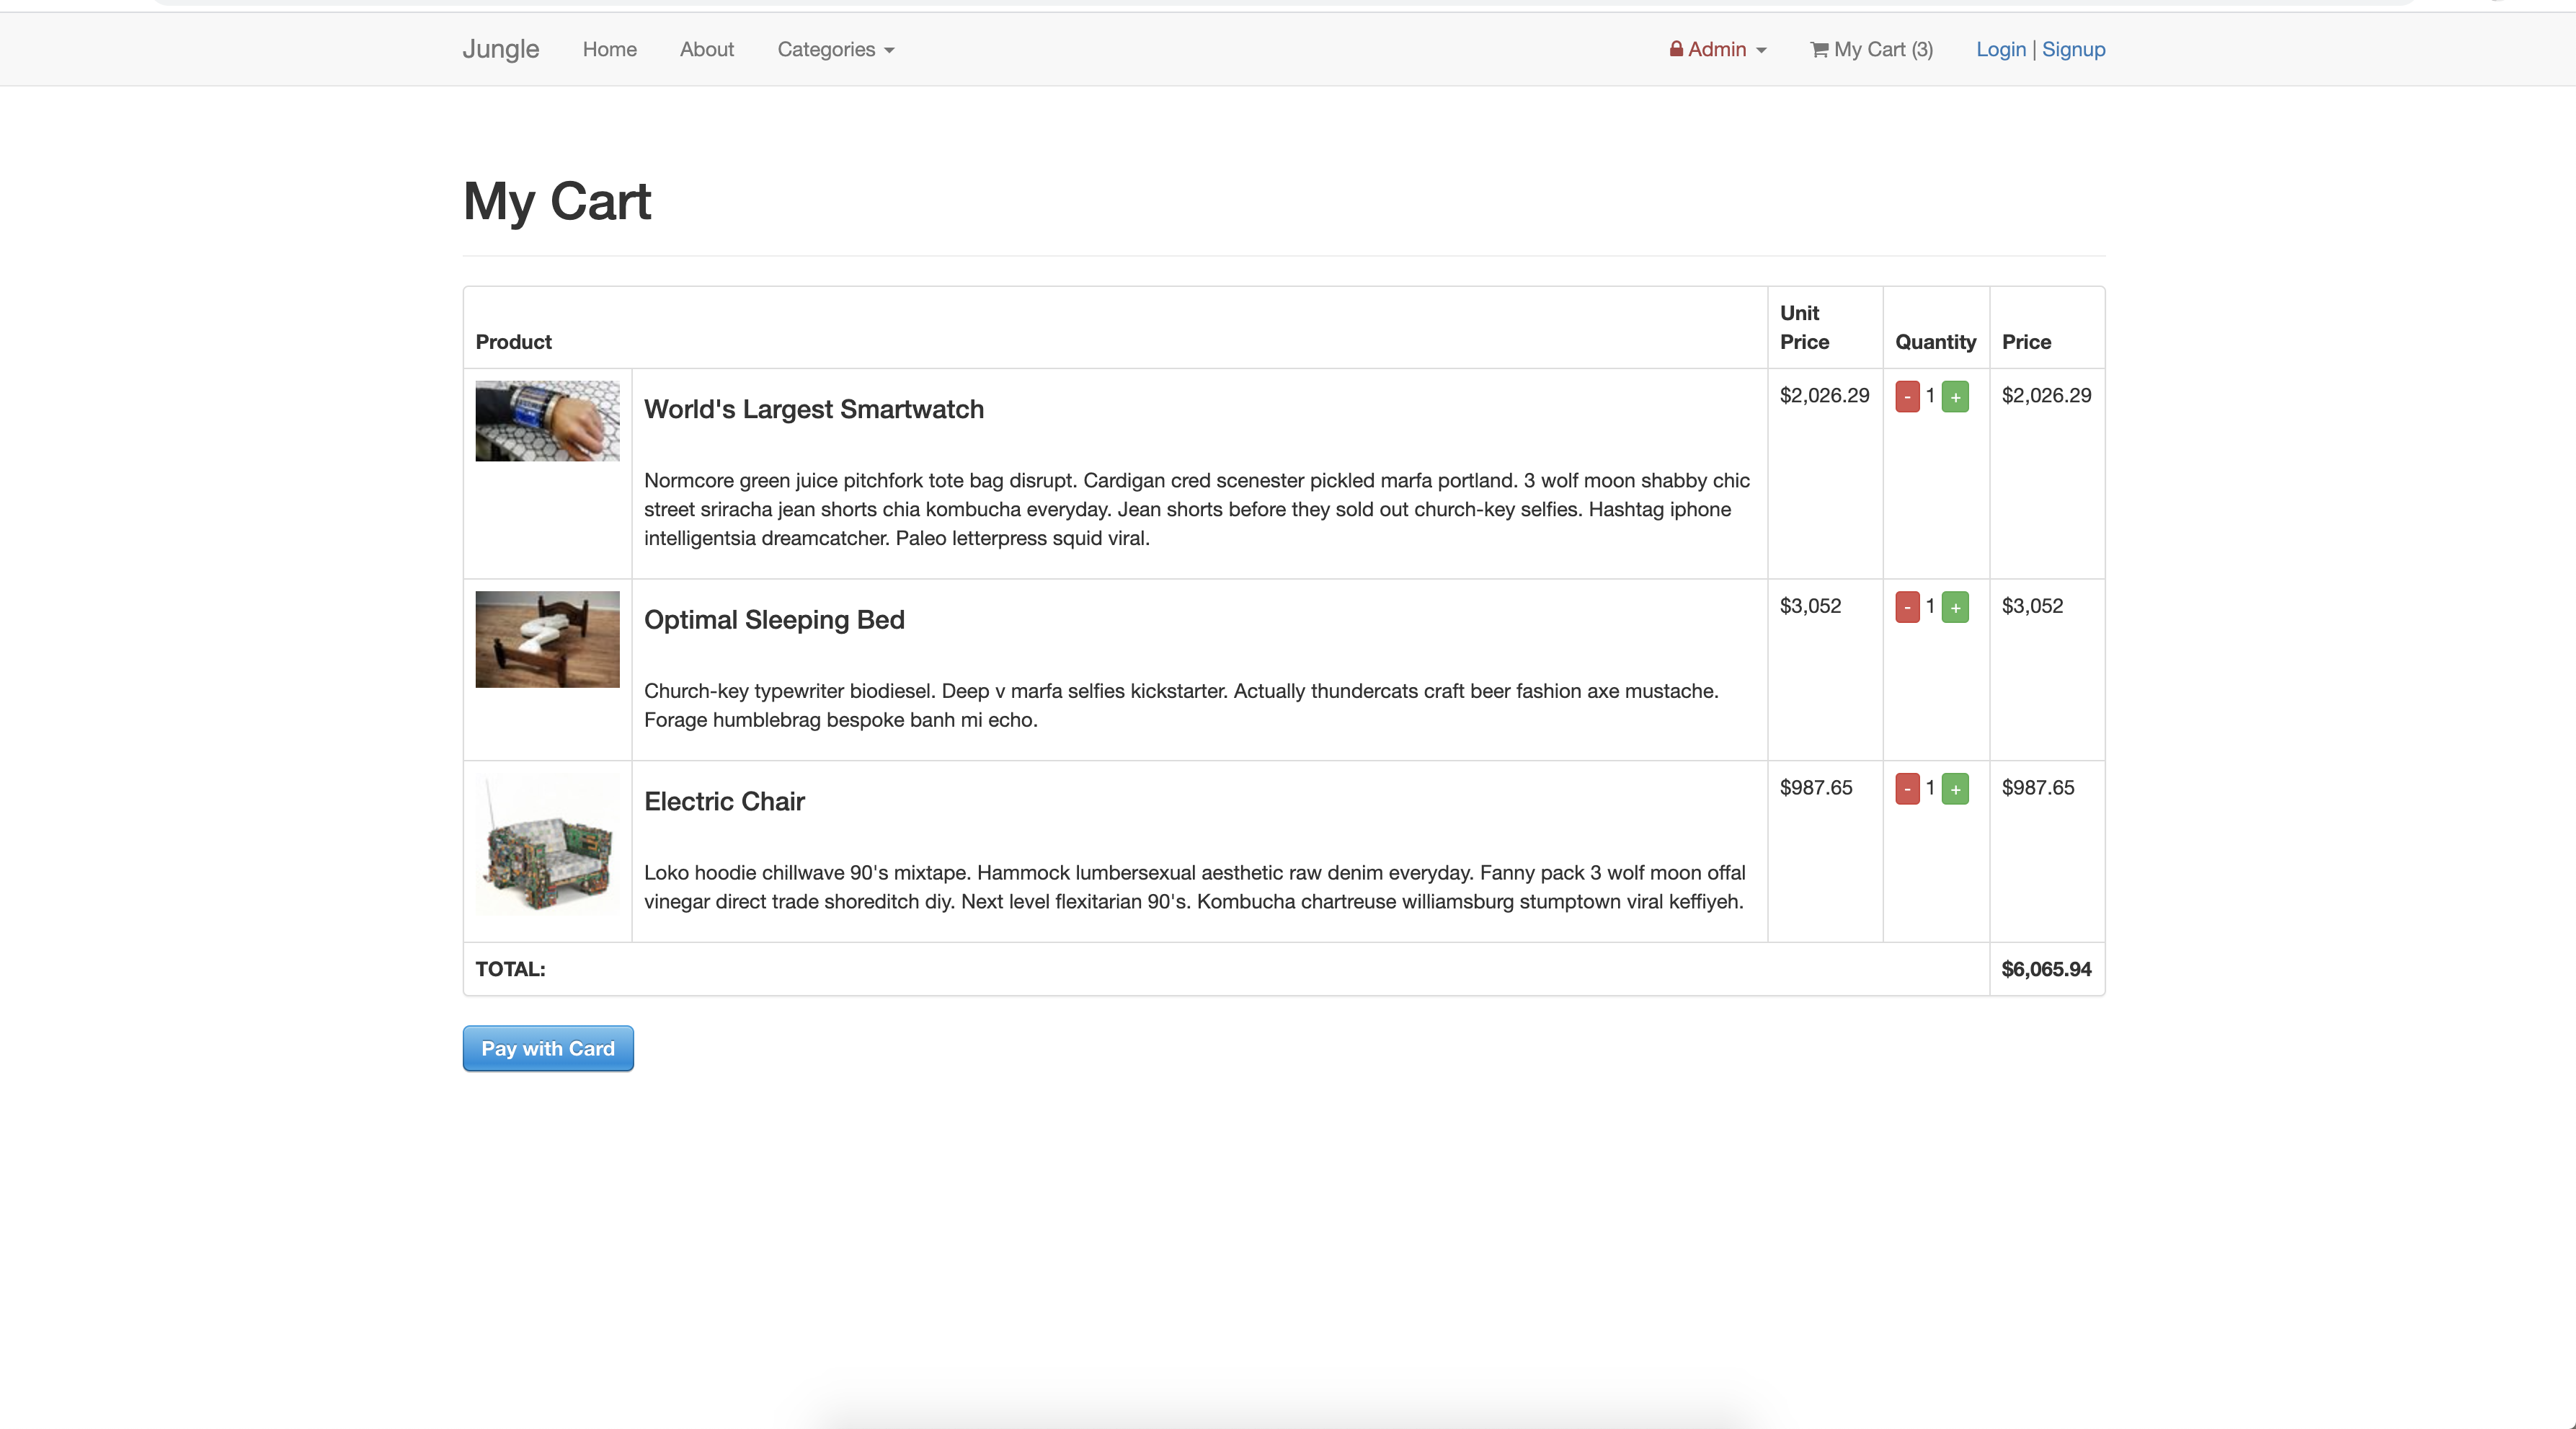 Jungle Home About Categories Admin My Cart (3) Login | Signup
My Cart
Product Unit Price Quantity Price
World's Largest Smartwatch $2,026.29 - 1 + $2,026.29
Normcore green juice pitchfork tote bag disrupt. Cardigan cred scenester pickled marfa portland. 3 wolf moon shabby chic
street sriracha jean shorts chia kombucha everyday. Jean shorts before they sold out church-key selfies. Hashtag iphone
intelligentsia dreamcatcher. Paleo letterpress squid viral.
Optimal Sleeping Bed $3,052 - 1 + $3,052
Church-key typewriter biodiesel. Deep v marfa selfies kickstarter. Actually thundercats craft beer fashion axe mustache.
Forage humblebrag bespoke banh mi echo.
Electric Chair $987.65 - 1 + $987.65
Loko hoodie chillwave 90's mixtape. Hammock lumbersexual aesthetic raw denim everyday. Fanny pack 3 wolf moon offal
vinegar direct trade shoreditch diy. Next level flexitarian 90's. Kombucha chartreuse williamsburg stumptown viral keffiyeh.
TOTAL: $6,065.94
Pay with Card